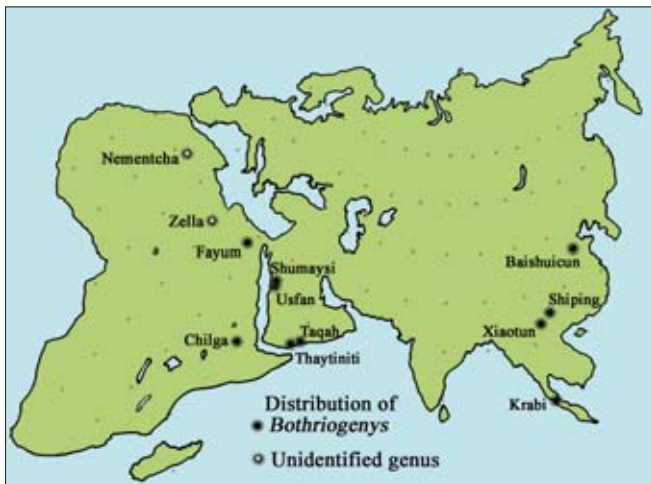 Nementcha
Zella
Fayum
Shumaysi
Usfan
Baishuicun
Shiping
Xiaotun
Chilga
Taqah
Thaytiniti
Krabi
Distribution of
Bothriogenys
Unidentified genus